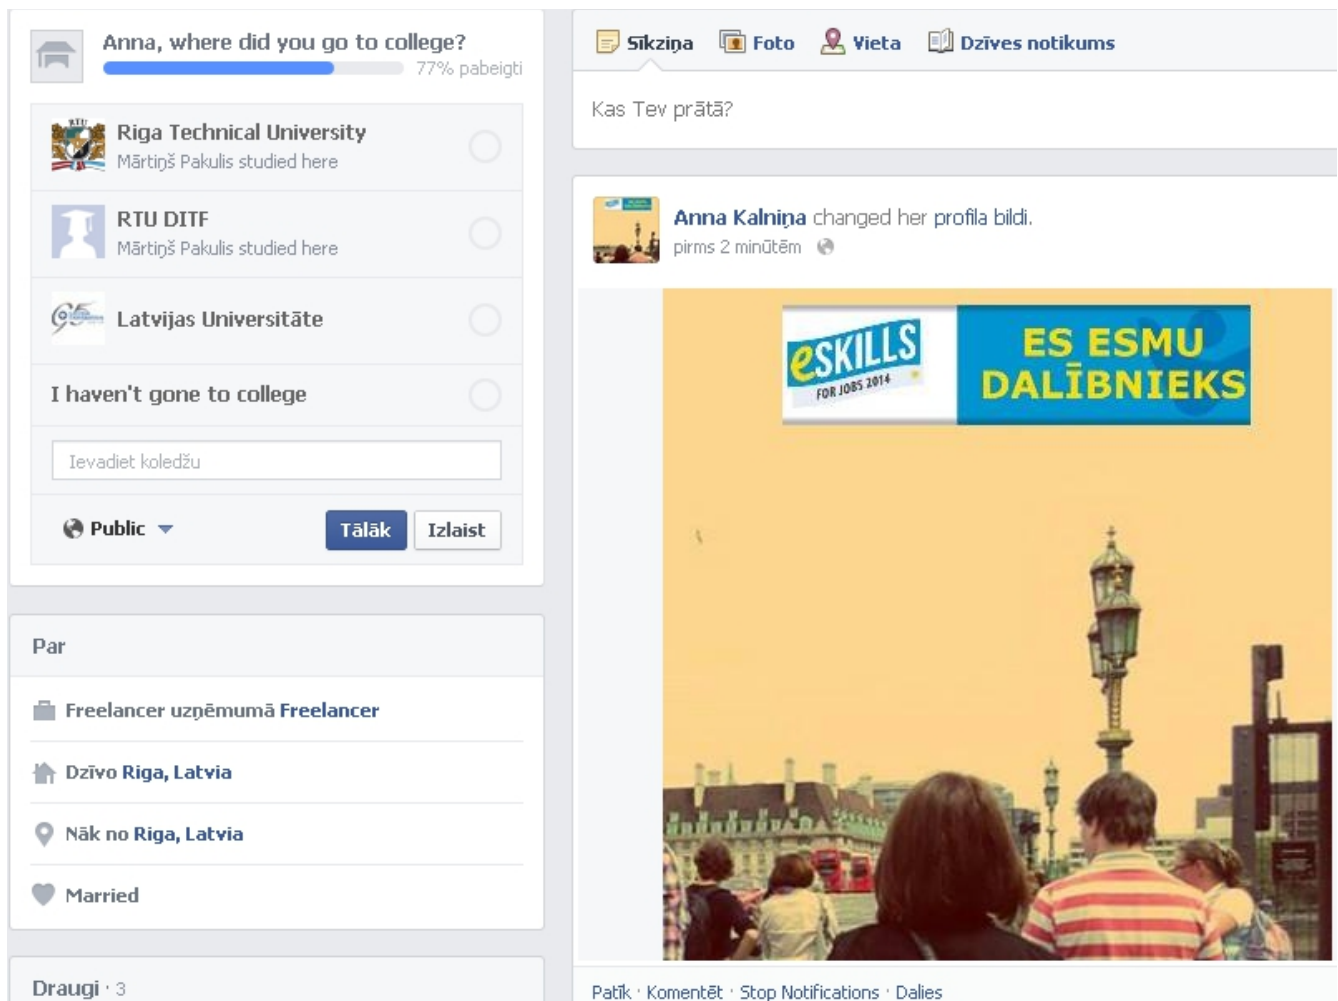 Anna, where did you go to college?
77% pabeigti
Riga Technical University
Mārtiņš Pakulis studied here
RTU DITF
Mārtiņš Pakulis studied here
Latvijas Universitāte
I haven't gone to college
Ievadiet koledžu
Public
Tālāk
Izlaist
Par
Freelancer uzņēmumā Freelancer
Dzīvo Riga, Latvia
Nāk no Riga, Latvia
Married
Draugi · 3
Sīkziņa Foto Vieta Dzīves notikums
Kas Tev prātā?
Anna Kalniņa changed her profila bildi.
pirms 2 minūtēm
eSKILLS
FOR JOBS 2014
ES ESMU
DALĪBNIEKS
Patīk · Komentēt · Stop Notifications · Dalies